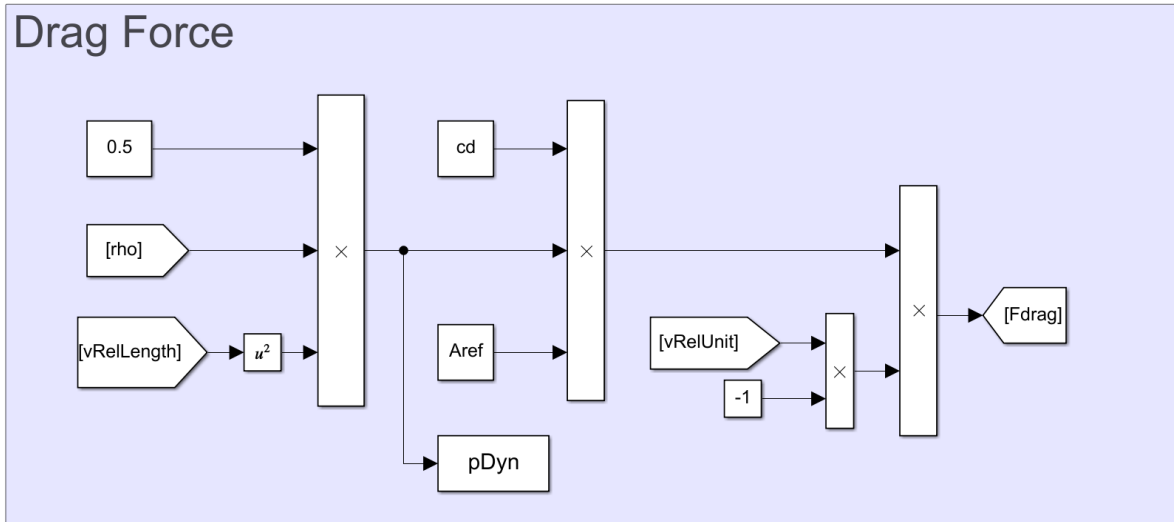 Drag Force
0.5
cd
[rho]
×
×
[vRelLength]
u²
Aref
[vRelUnit]
-1
×
×
[Fdrag]
pDyn